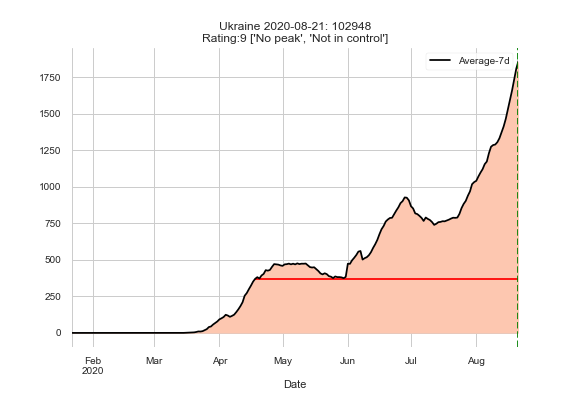 Ukraine 2020-08-21: 102948
Rating:9 ['No peak', 'Not in control']
Average-7d
1750
1500
1250
1000
750
500
250
0
Feb Mar Apr May Jun Jul Aug
2020
Date